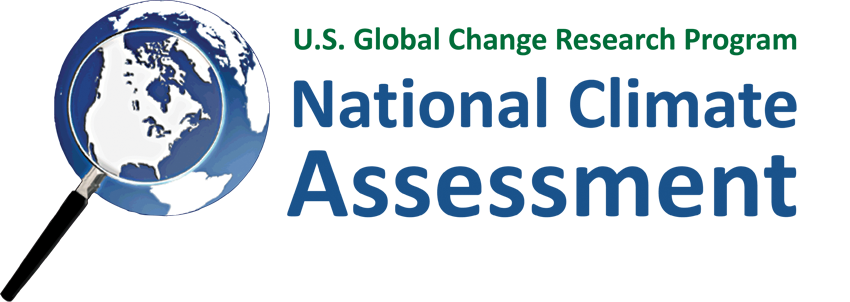 U.S. Global Change Research Program
National Climate
Assessment